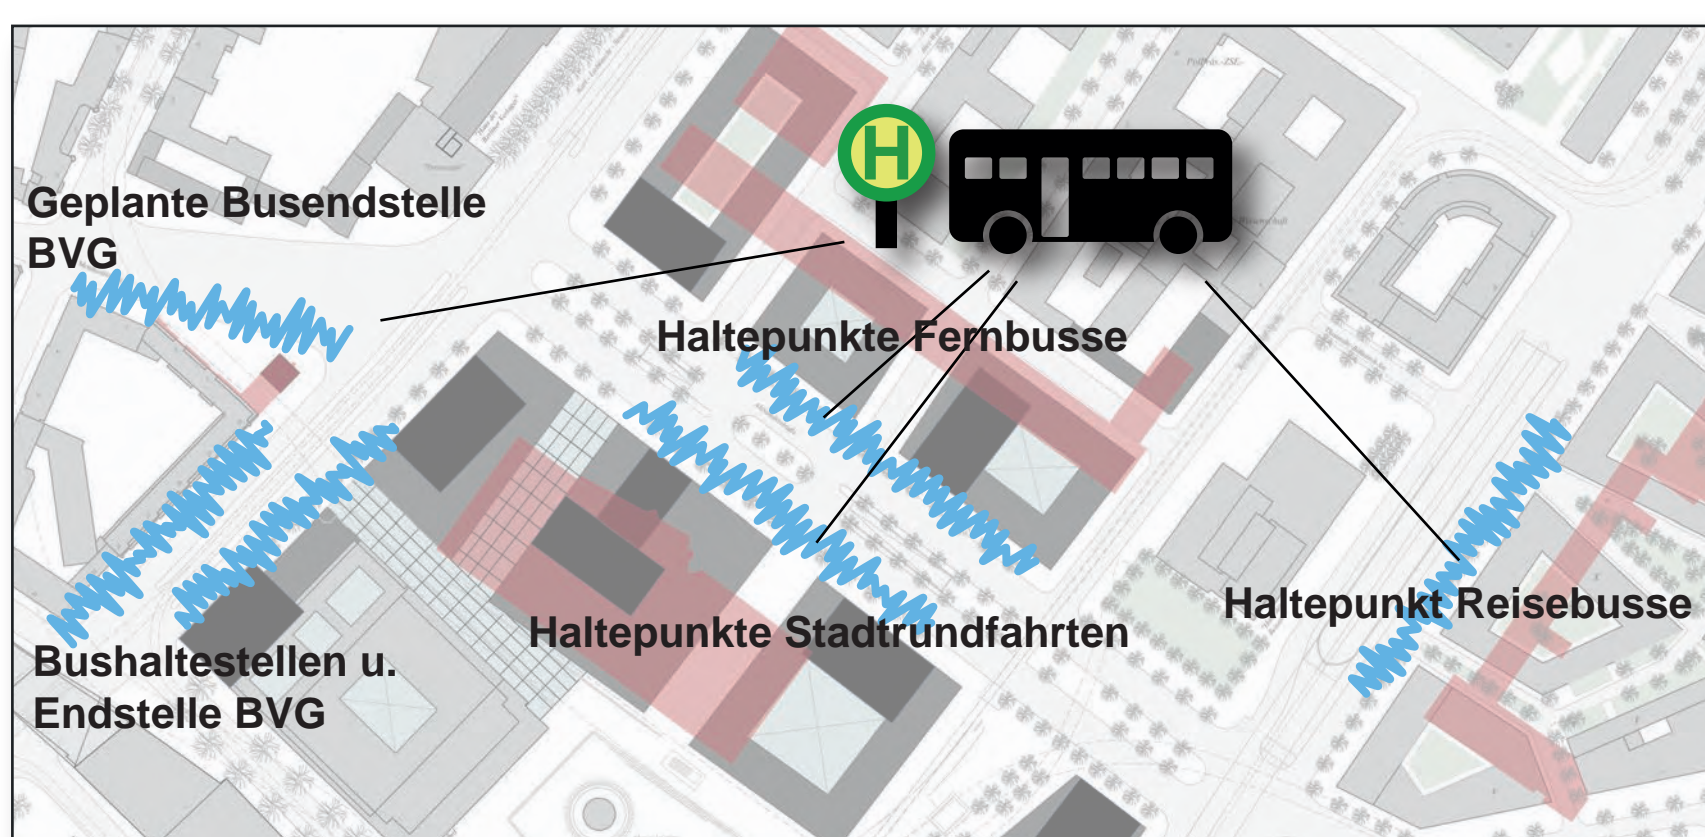 H
Geplante Busendstelle
BVG
Haltepunkte Fernbusse
Haltepunkt Reisebusse
Haltepunkte Stadtrundfahrten
Bushaltestellen u.
Endstelle BVG